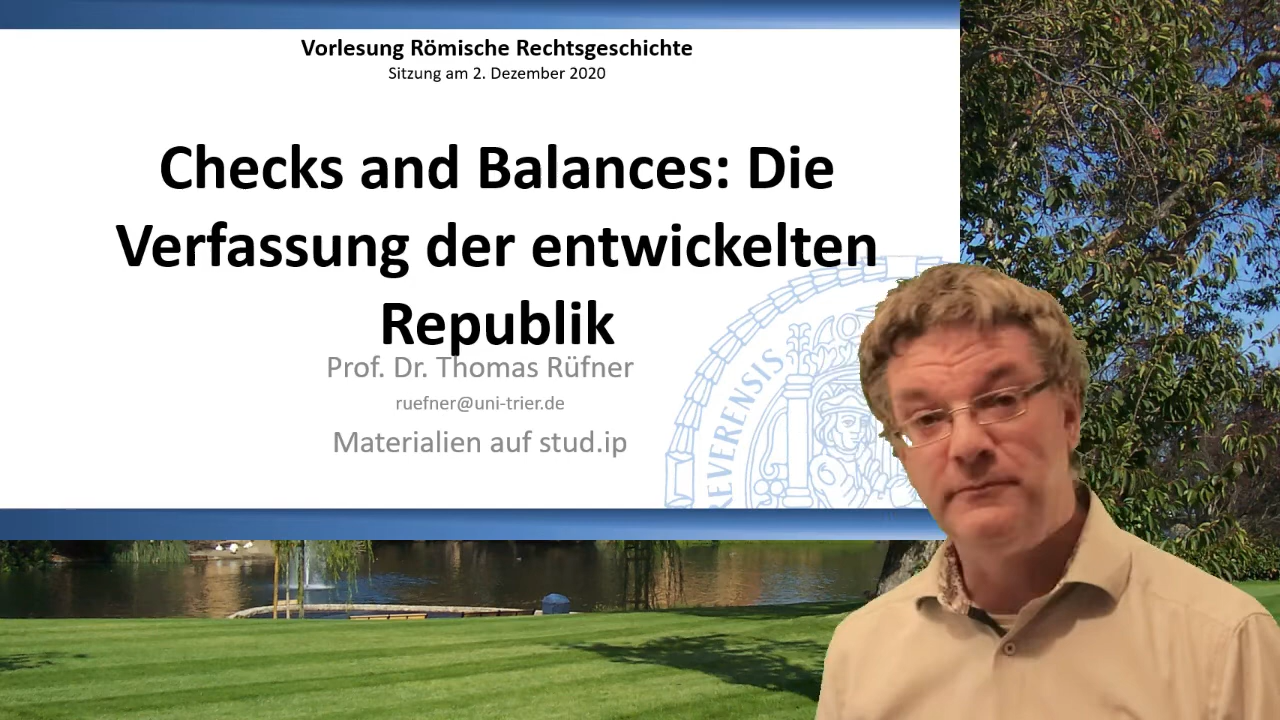 Vorlesung Römische Rechtsgeschichte
Sitzung am 2. Dezember 2020
Checks and Balances: Die
Verfassung der entwickelten
Republik
Prof. Dr. Thomas Rüfner
ruefner@uni-trier.de
Materialien auf stud.ip
REVERENSIS